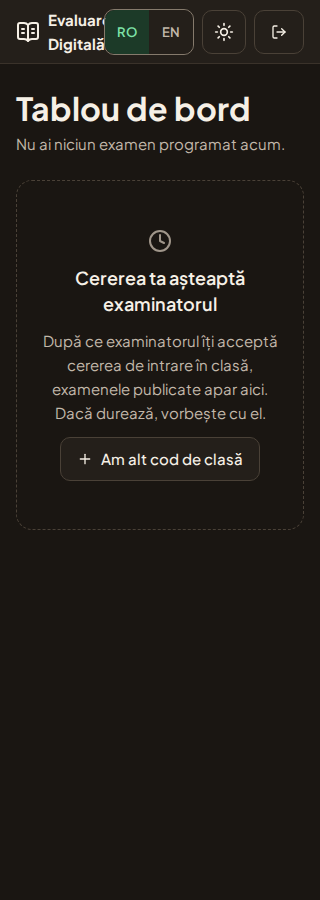 Digitală
RO
EN
Tablou de bord
Nu ai niciun examen programat acum.
Cererea ta așteaptă
examinatorul
După ce examinatorul îți acceptă
cererea de intrare în clasă,
examenele publicate apar aici.
Dacă durează, vorbește cu el.
Am alt cod de clasă